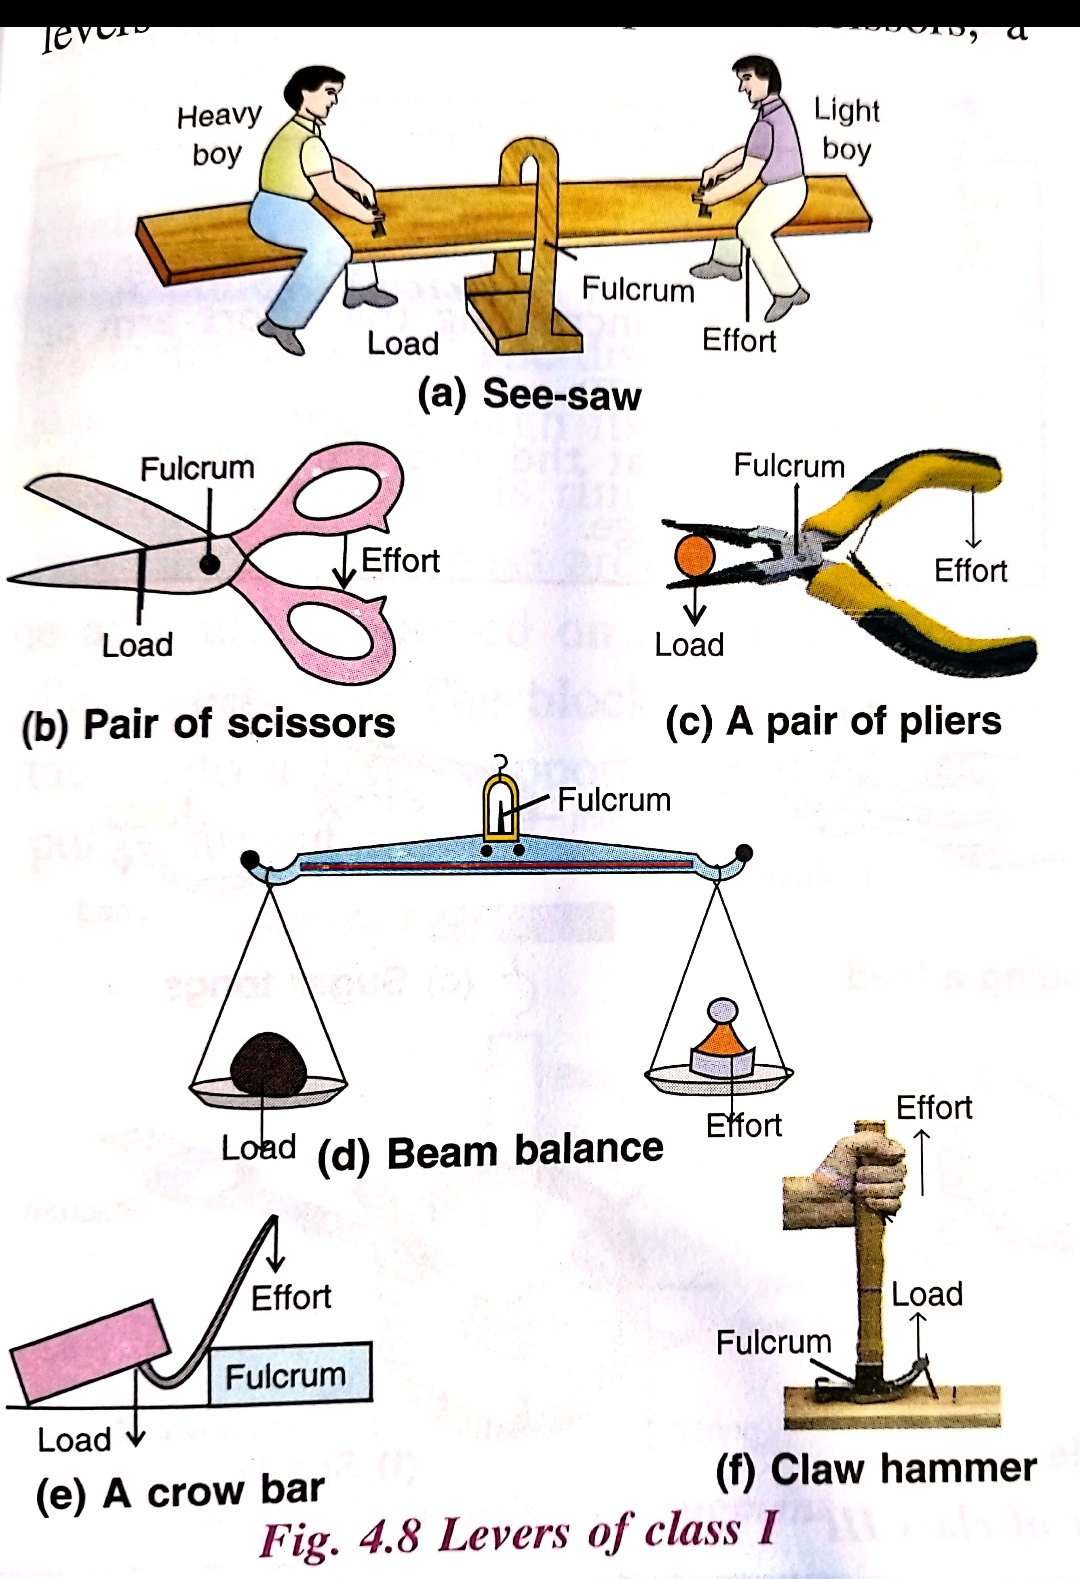 levers
scissors, a
Heavy
boy
Light
boy
Fulcrum
Load
Effort
(a) See-saw
Fulcrum
Effort
Load
(b) Pair of scissors
Fulcrum
Effort
Load
(c) A pair of pliers
Fulcrum
Load
Effort
(d) Beam balance
Effort
Load
Fulcrum
(f) Claw hammer
Effort
Fulcrum
Load
(e) A crow bar
Fig. 4.8 Levers of class I